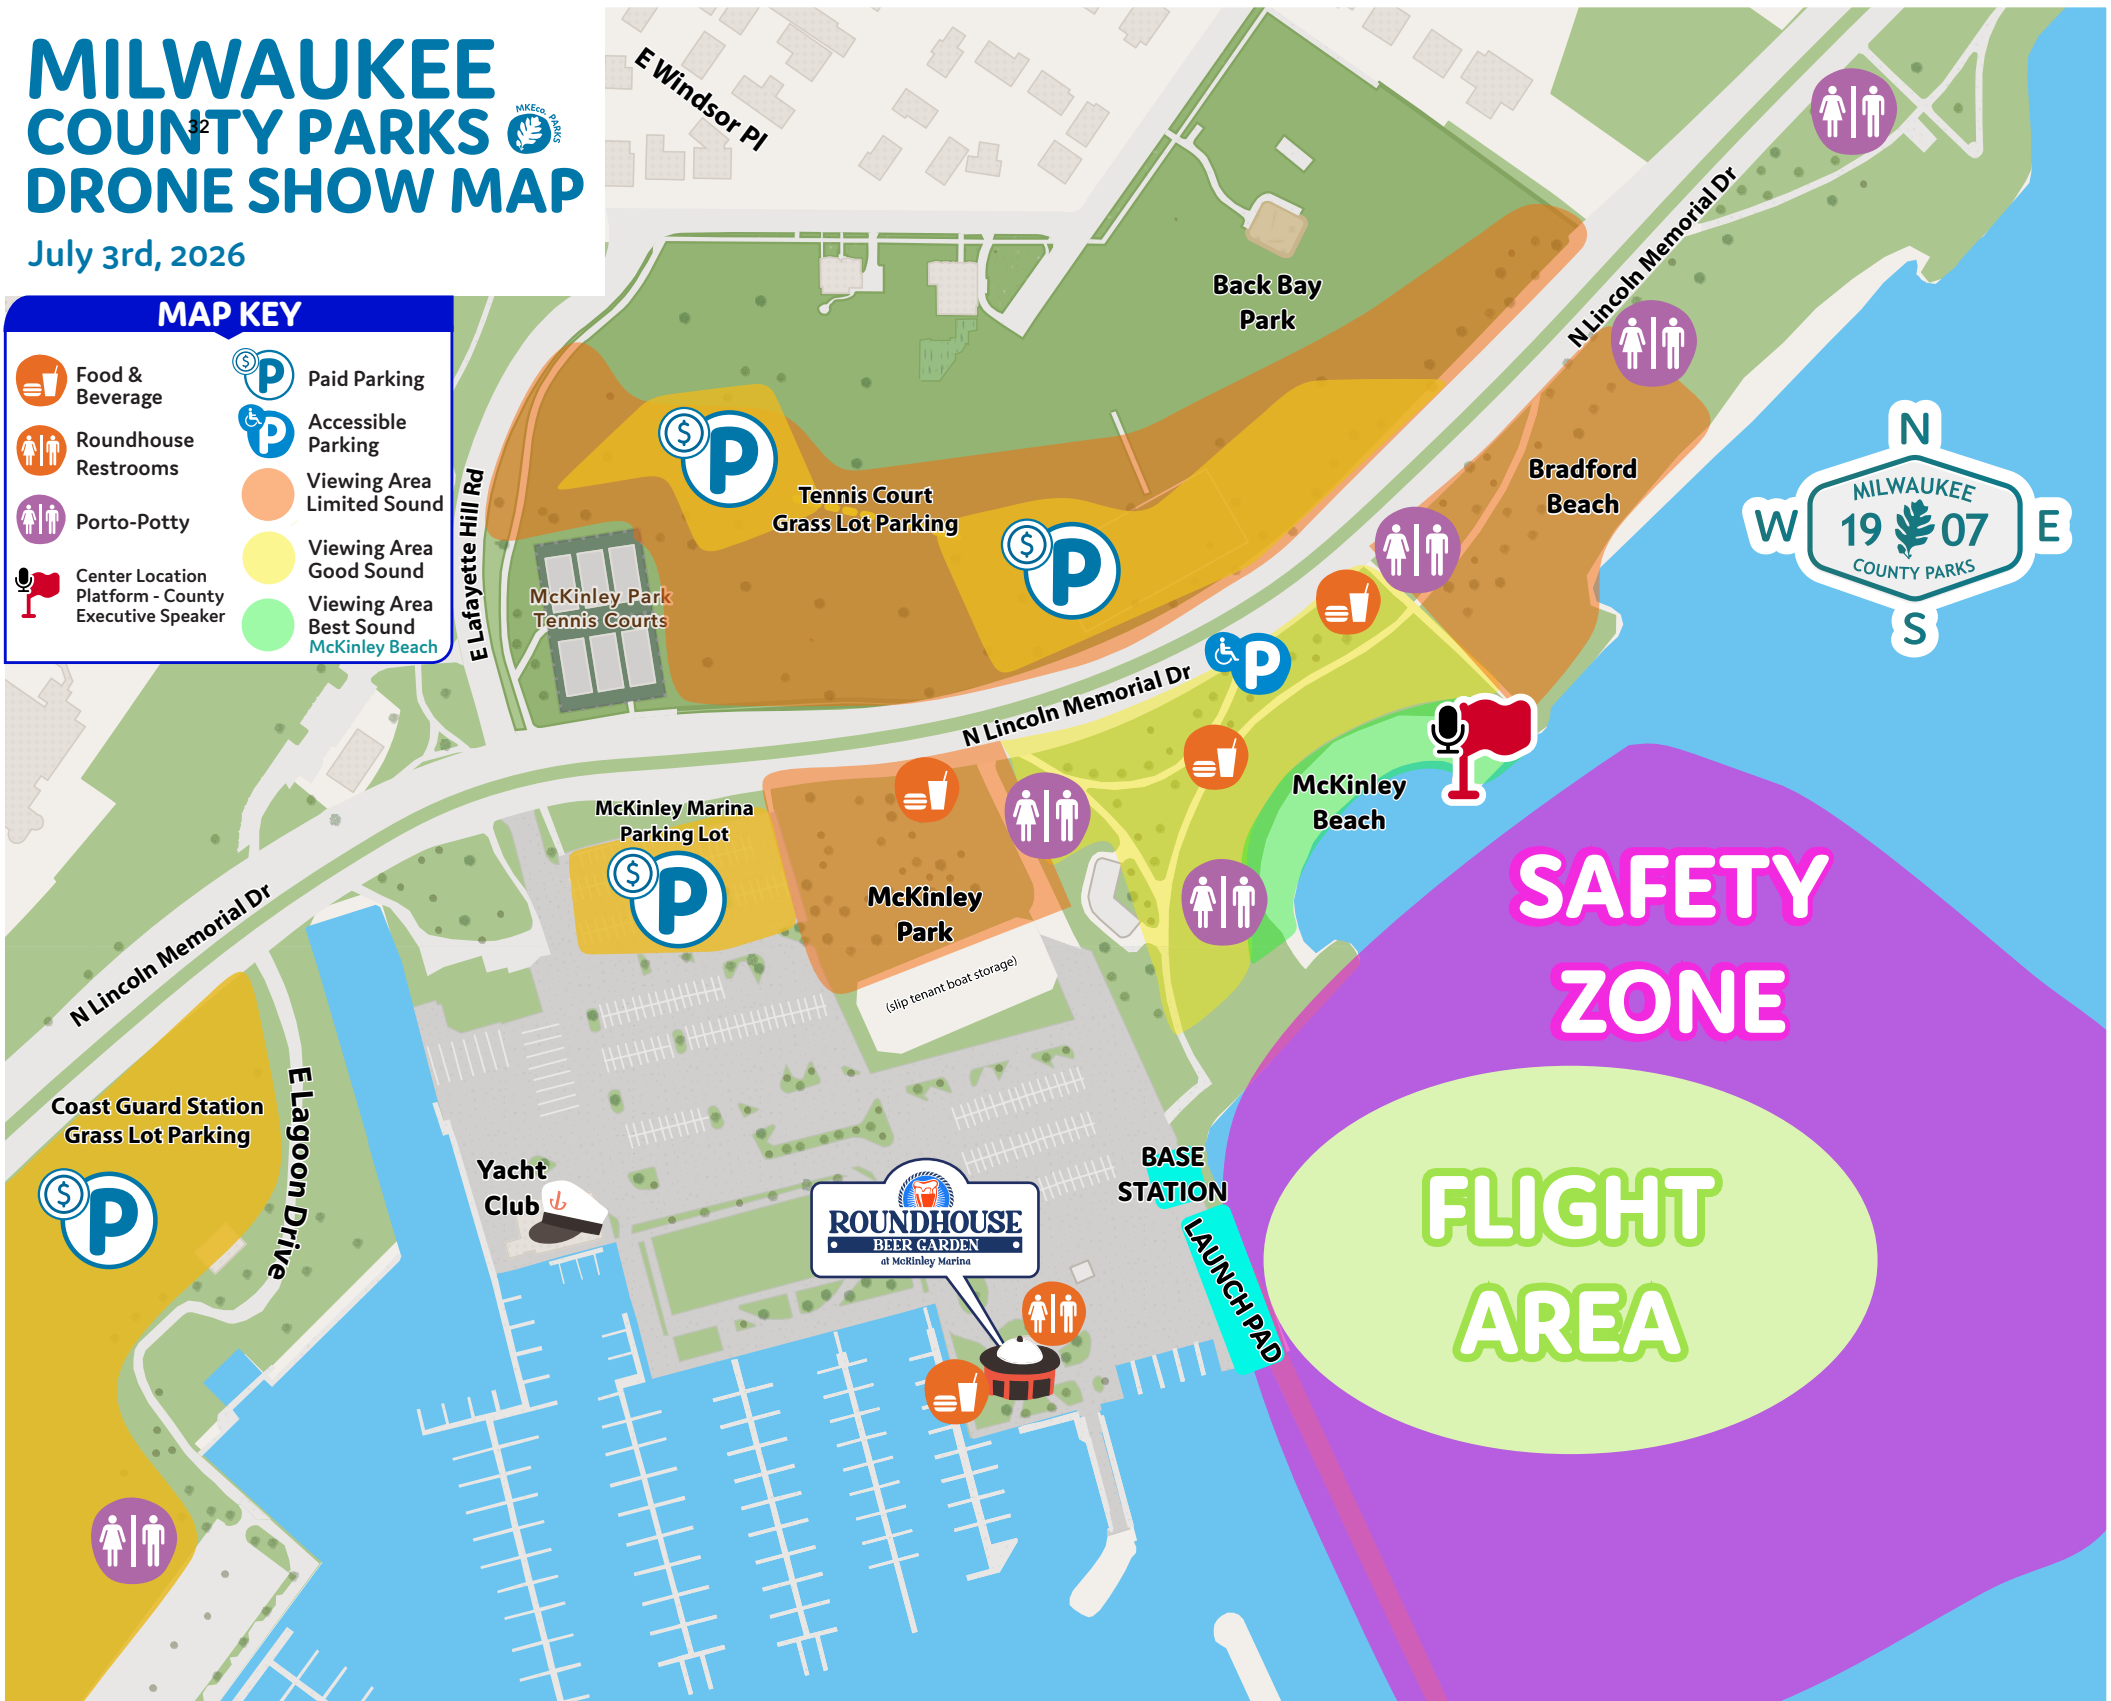 MILWAUKEE
COUNTY PARKS
DRONE SHOW MAP
32
MKEco PARKS
July 3rd, 2026
MAP KEY
Food &
Beverage
Roundhouse
Restrooms
Porto-Potty
Center Location
Platform - County
Executive Speaker
$ P
Paid Parking
P
Accessible
Parking
Viewing Area
Limited Sound
Viewing Area
Good Sound
Viewing Area
Best Sound
McKinley Beach
E Windsor Pl
Back Bay
Park
N Lincoln Memorial Dr
E Lafayette Hill Rd
$ P
Tennis Court
Grass Lot Parking
$ P
McKinley Park
Tennis Courts
Bradford
Beach
N
W
E
S
MILWAUKEE
19 07
COUNTY PARKS
P
N Lincoln Memorial Dr
McKinley
Beach
McKinley Marina
Parking Lot
$ P
McKinley
Park
(slip tenant boat storage)
N Lincoln Memorial Dr
SAFETY
ZONE
FLIGHT
AREA
Coast Guard Station
Grass Lot Parking
$ P
E Lagoon Drive
Yacht
Club
BASE
STATION
LAUNCH PAD
ROUNDHOUSE
BEER GARDEN
at McKinley Marina